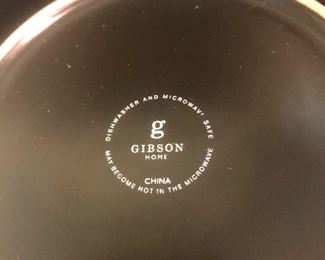 DISHWASHER AND MICROWAVE SAFE
g
GIBSON
HOME
CHINA
MAY BECOME HOT IN THE MICROWAVE